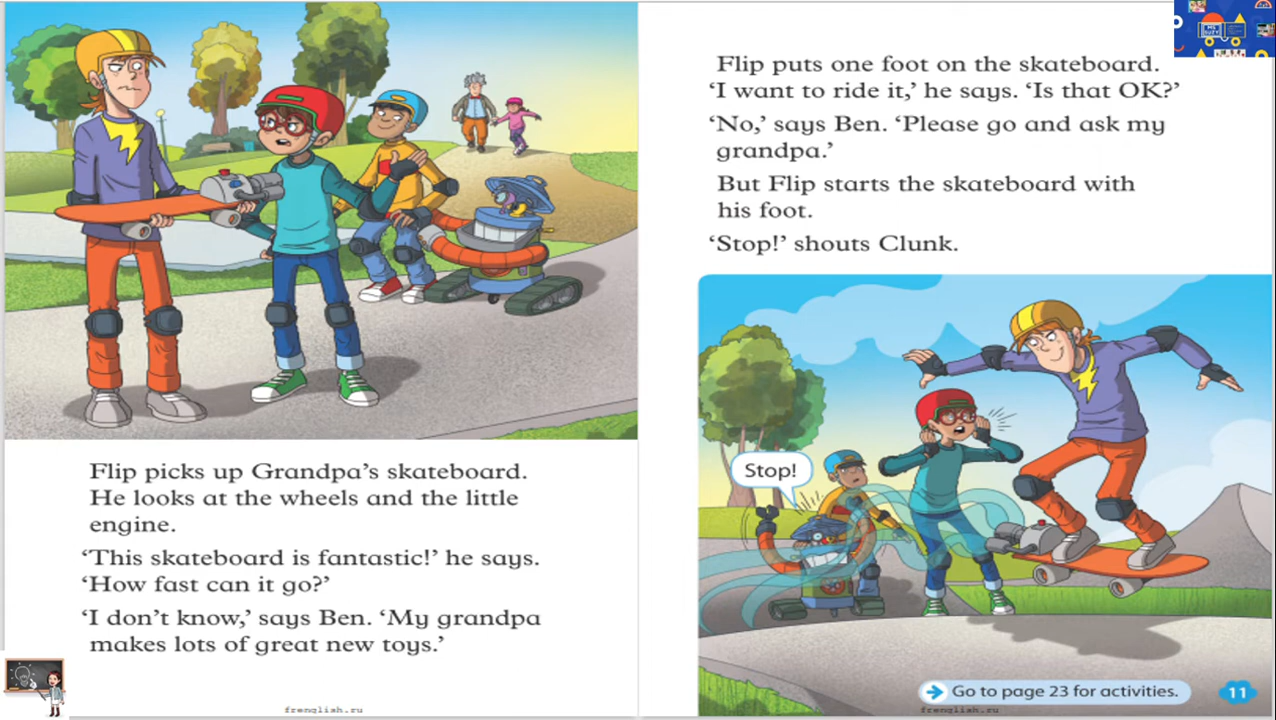 Flip picks up Grandpa's skateboard.
He looks at the wheels and the little
engine.
'This skateboard is fantastic!' he says.
'How fast can it go?'
'I don't know,' says Ben. 'My grandpa
makes lots of great new toys.'
frenglish.ru
Flip puts one foot on the skateboard.
'I want to ride it,' he says. 'Is that OK?'
'No,' says Ben. 'Please go and ask my
grandpa.'
But Flip starts the skateboard with
his foot.
'Stop!' shouts Clunk.
Stop!
Go to page 23 for activities.
11
frenglish.ru